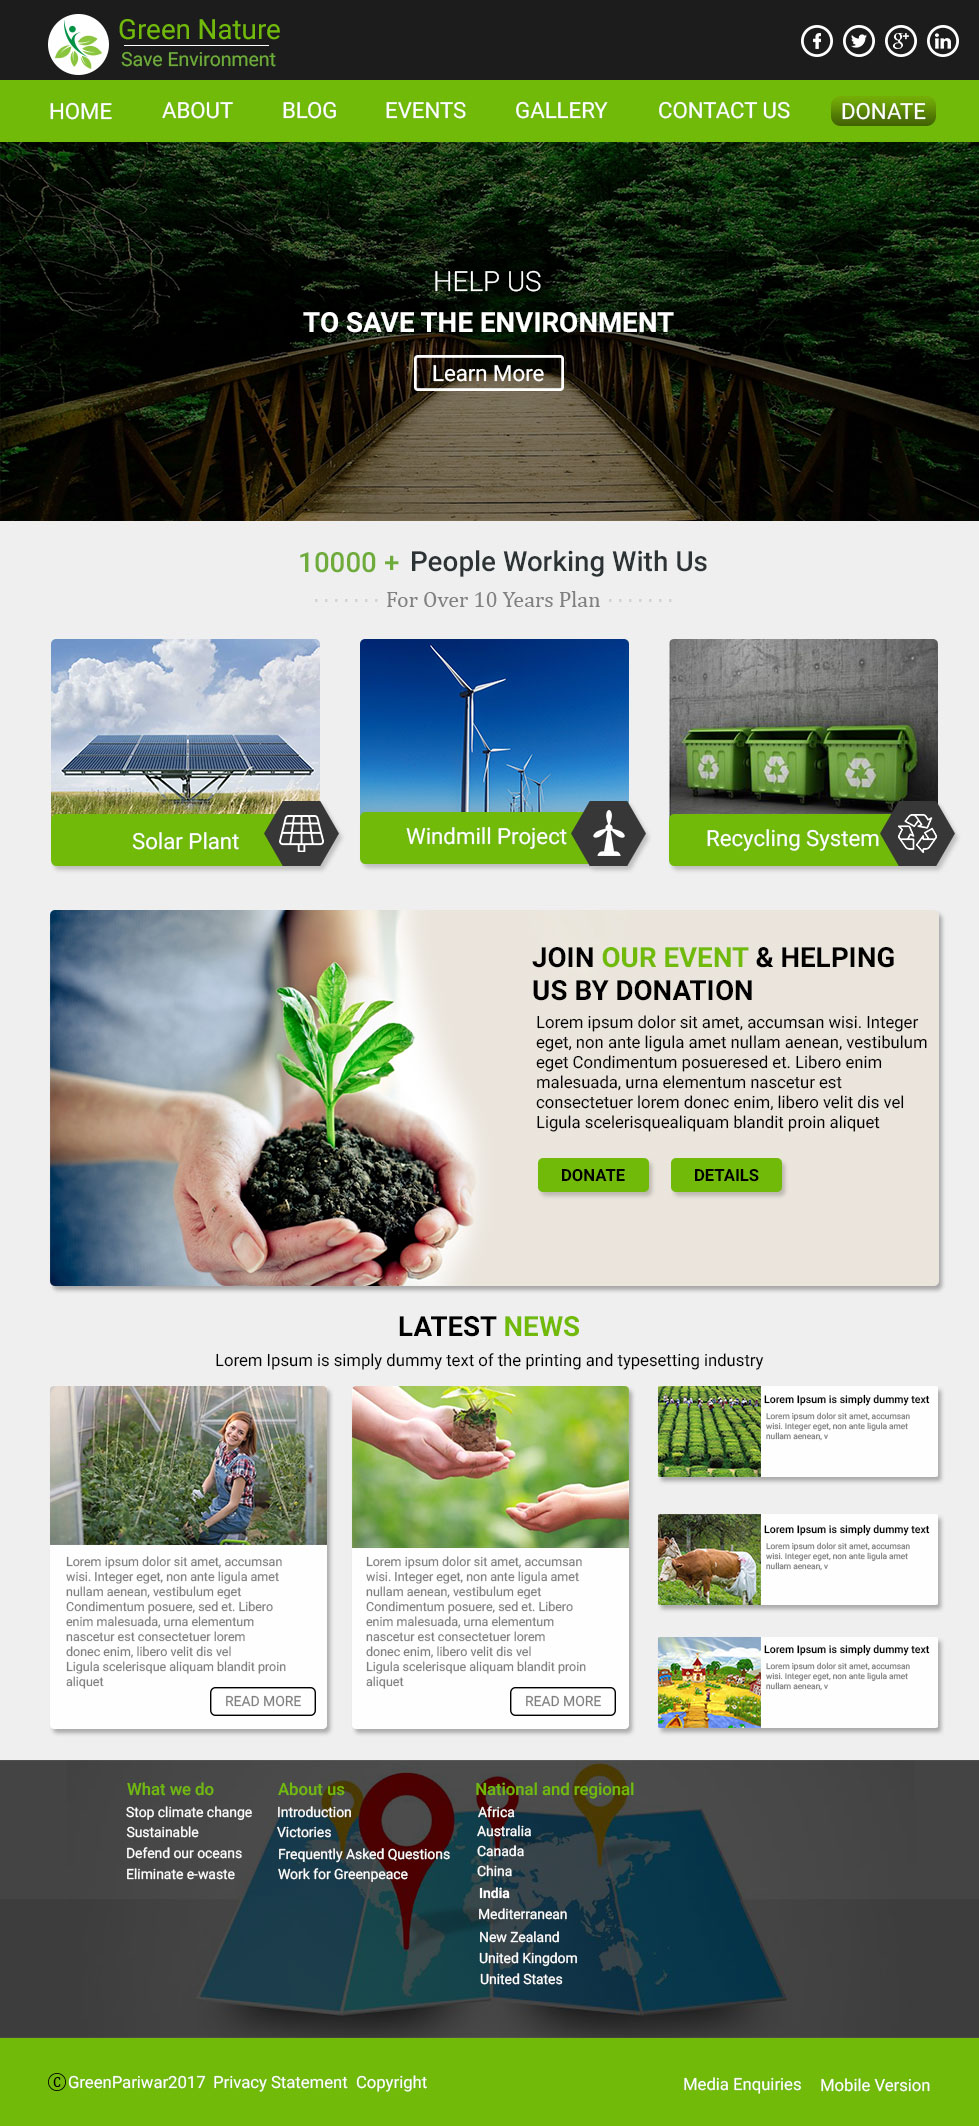 Green Nature
Save Environment
HOME ABOUT BLOG EVENTS GALLERY CONTACT US DONATE
HELP US
TO SAVE THE ENVIRONMENT
Learn More
10000 + People Working With Us
For Over 10 Years Plan
Solar Plant
Windmill Project
Recycling System
JOIN OUR EVENT & HELPING
US BY DONATION
Lorem ipsum dolor sit amet, accumsan wisi. Integer
eget, non ante ligula amet nullam aenean, vestibulum
eget Condimentum posueresed et. Libero enim
malesuada, urna elementum nascetur est
consectetuer lorem donec enim, libero velit dis vel
Ligula scelerisquealiquam blandit proin aliquet
DONATE DETAILS
LATEST NEWS
Lorem Ipsum is simply dummy text of the printing and typesetting industry
Lorem ipsum dolor sit amet, accumsan
wisi. Integer eget, non ante ligula amet
nullam aenean, vestibulum eget
Condimentum posuere, sed et. Libero
enim malesuada, urna elementum
nascetur est consectetuer lorem
donec enim, libero velit dis vel
Ligula scelerisque aliquam blandit proin
aliquet
READ MORE
Lorem ipsum dolor sit amet, accumsan
wisi. Integer eget, non ante ligula amet
nullam aenean, vestibulum eget
Condimentum posuere, sed et. Libero
enim malesuada, urna elementum
nascetur est consectetuer lorem
donec enim, libero velit dis vel
Ligula scelerisque aliquam blandit proin
aliquet
READ MORE
Lorem Ipsum is simply dummy text
Lorem ipsum dolor sit amet, accumsan
wisi. Integer eget, non ante ligula amet
nullam aenean, v
Lorem Ipsum is simply dummy text
Lorem ipsum dolor sit amet, accumsan
wisi. Integer eget, non ante ligula amet
nullam aenean, v
Lorem Ipsum is simply dummy text
Lorem ipsum dolor sit amet, accumsan
wisi. Integer eget, non ante ligula amet
nullam aenean, v
What we do
Stop climate change
Sustainable
Defend our oceans
Eliminate e-waste
About us
Introduction
Victories
Frequently Asked Questions
Work for Greenpeace
National and regional
Africa
Australia
Canada
China
India
Mediterranean
New Zealand
United Kingdom
United States
©GreenPariwar2017 Privacy Statement Copyright
Media Enquiries Mobile Version